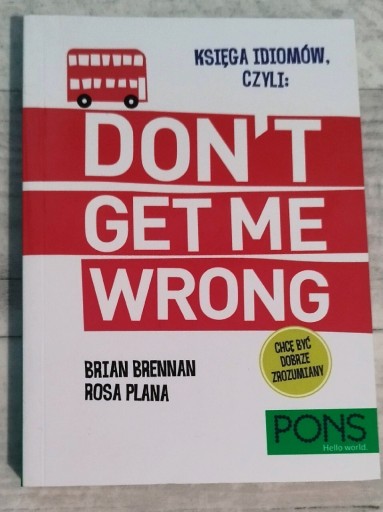 KSIĘGA IDIOMÓW,
CZYLI:
DON'T
GET ME
WRONG
BRIAN BRENNAN
ROSA PLANA
CHCĘ BYĆ
DOBRZE
ZROZUMIANY
PONS
Hello world.